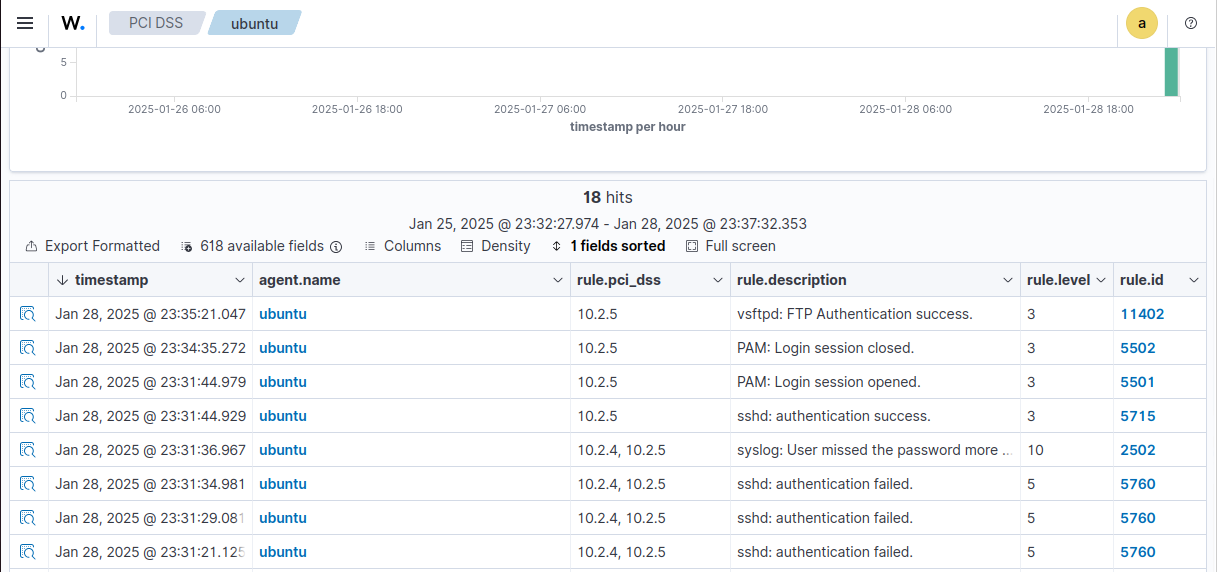 W. PCI DSS ubuntu a
5
0
2025-01-26 06:00 2025-01-26 18:00 2025-01-27 06:00 2025-01-27 18:00 2025-01-28 06:00 2025-01-28 18:00
timestamp per hour
18 hits
Jan 25, 2025 @ 23:32:27.974 - Jan 28, 2025 @ 23:37:32.353
Export Formatted 618 available fields Columns Density 1 fields sorted Full screen
timestamp agent.name rule.pci_dss rule.description rule.level rule.id
Jan 28, 2025 @ 23:35:21.047 ubuntu 10.2.5 vsftpd: FTP Authentication success. 3 11402
Jan 28, 2025 @ 23:34:35.272 ubuntu 10.2.5 PAM: Login session closed. 3 5502
Jan 28, 2025 @ 23:31:44.979 ubuntu 10.2.5 PAM: Login session opened. 3 5501
Jan 28, 2025 @ 23:31:44.929 ubuntu 10.2.5 sshd: authentication success. 3 5715
Jan 28, 2025 @ 23:31:36.967 ubuntu 10.2.4, 10.2.5 syslog: User missed the password more ... 10 2502
Jan 28, 2025 @ 23:31:34.981 ubuntu 10.2.4, 10.2.5 sshd: authentication failed. 5 5760
Jan 28, 2025 @ 23:31:29.081 ubuntu 10.2.4, 10.2.5 sshd: authentication failed. 5 5760
Jan 28, 2025 @ 23:31:21.125 ubuntu 10.2.4, 10.2.5 sshd: authentication failed. 5 5760